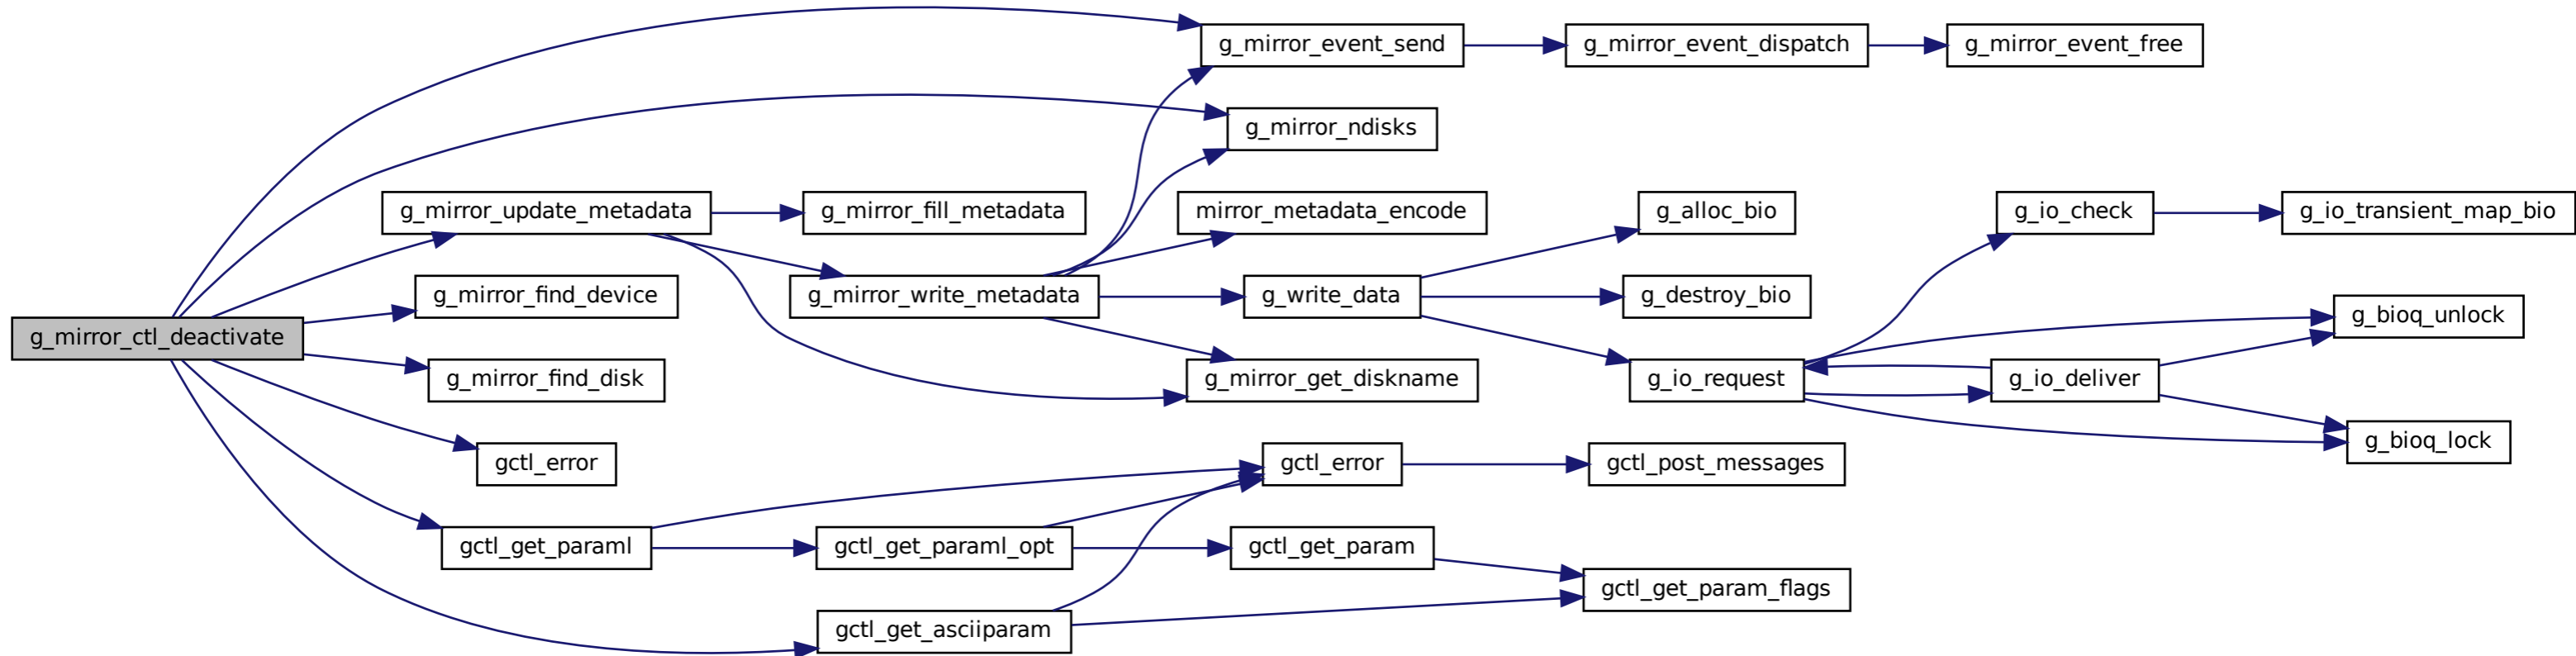 g_mirror_event_send
g_mirror_event_dispatch
g_mirror_event_free
g_mirror_ndisks
g_mirror_update_metadata
g_mirror_fill_metadata
mirror_metadata_encode
g_alloc_bio
g_io_check
g_io_transient_map_bio
g_mirror_find_device
g_mirror_write_metadata
g_write_data
g_destroy_bio
g_bioq_unlock
g_mirror_ctl_deactivate
g_mirror_find_disk
g_mirror_get_diskname
g_io_request
g_io_deliver
g_bioq_lock
gctl_error
gctl_error
gctl_post_messages
gctl_get_paraml
gctl_get_paraml_opt
gctl_get_param
gctl_get_param_flags
gctl_get_asciiparam